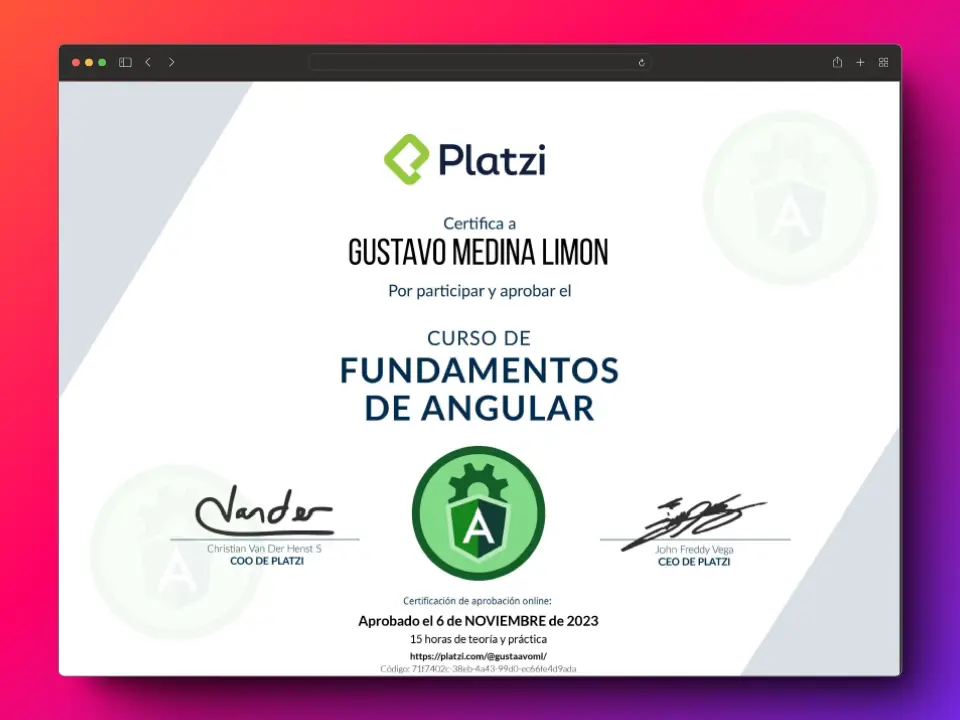 Platzi
Certifica a
GUSTAVO MEDINA LIMON
Por participar y aprobar el
CURSO DE
FUNDAMENTOS
DE ANGULAR
A
A
Vander
A
Christian Van Der Henst S
COO DE PLATZI
John Freddy Vega
CEO DE PLATZI
Certificación de aprobación online:
Aprobado el 6 de NOVIEMBRE de 2023
15 horas de teoría y práctica
https://platzi.com/@gustaavoml/
Código: 71f7402c-38eb-4a43-99d0-ec66fe4d9ada